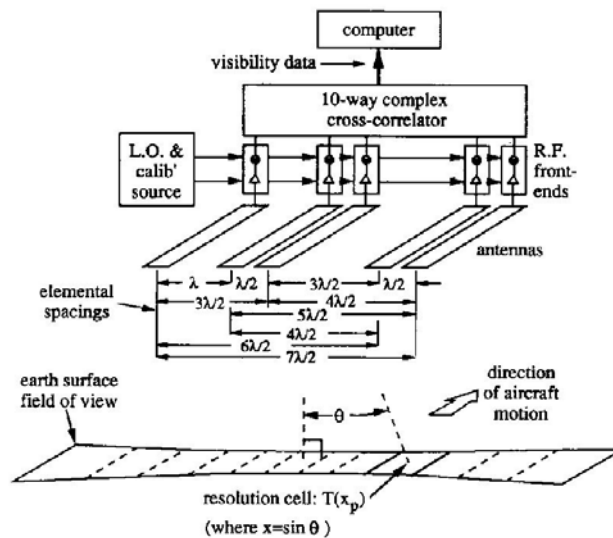 computer
visibility data
10-way complex
cross-correlator
L.O. &
calib'
source
R.F.
front-
ends
antennas
λ
λ/2
3λ/2
λ/2
elemental
spacings
3λ/2
4λ/2
5λ/2
4λ/2
6λ/2
7λ/2
earth surface
field of view
θ
direction
of aircraft
motion
resolution cell: T(xp)
(where x=sin θ )